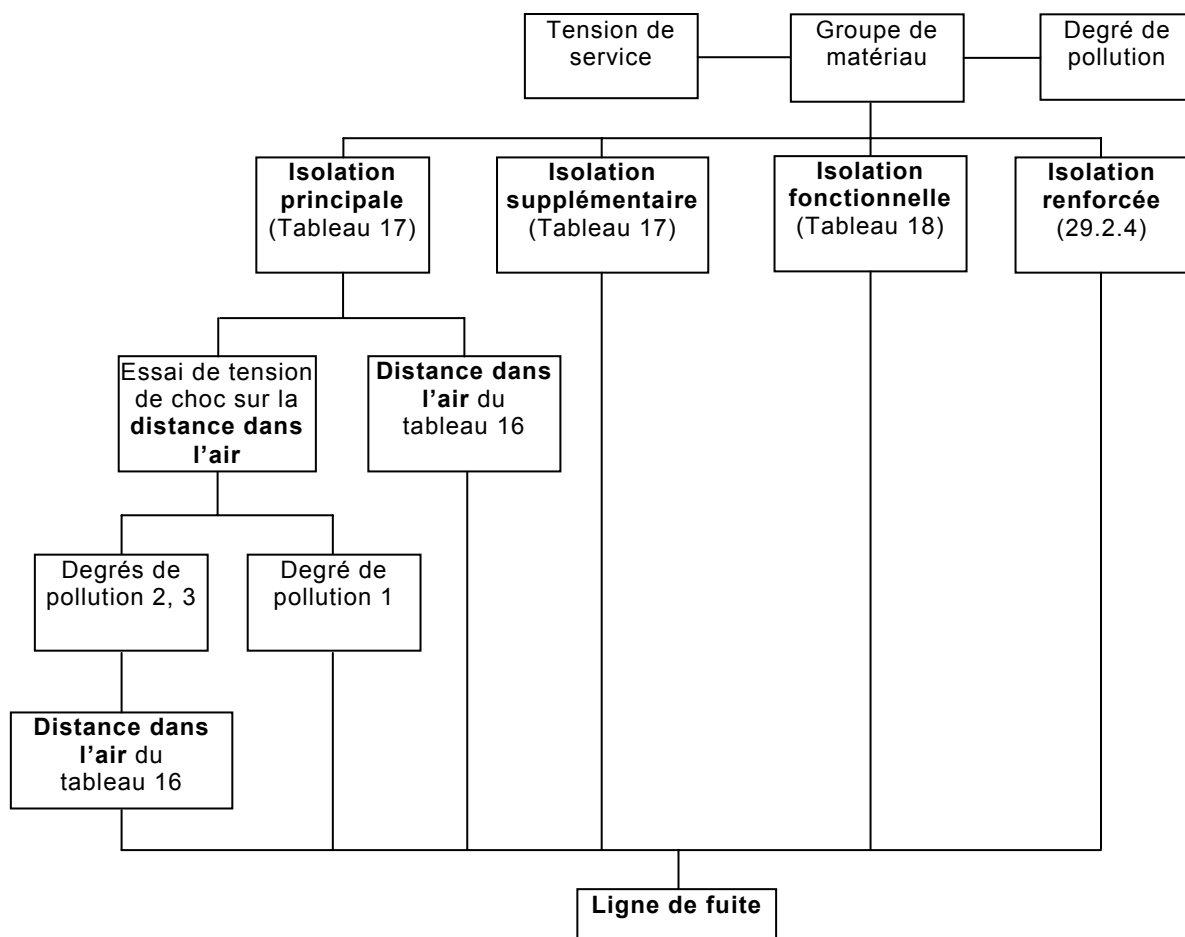 Tension de
service
Groupe de
matériau
Degré de
pollution
Isolation
principale
(Tableau 17)
Isolation
supplémentaire
(Tableau 17)
Isolation
fonctionnelle
(Tableau 18)
Isolation
renforcée
(29.2.4)
Essai de tension
de choc sur la
distance dans
l’air
Distance dans
l’air du
tableau 16
Degrés de
pollution 2, 3
Degré de
pollution 1
Distance dans
l’air du
tableau 16
Ligne de fuite